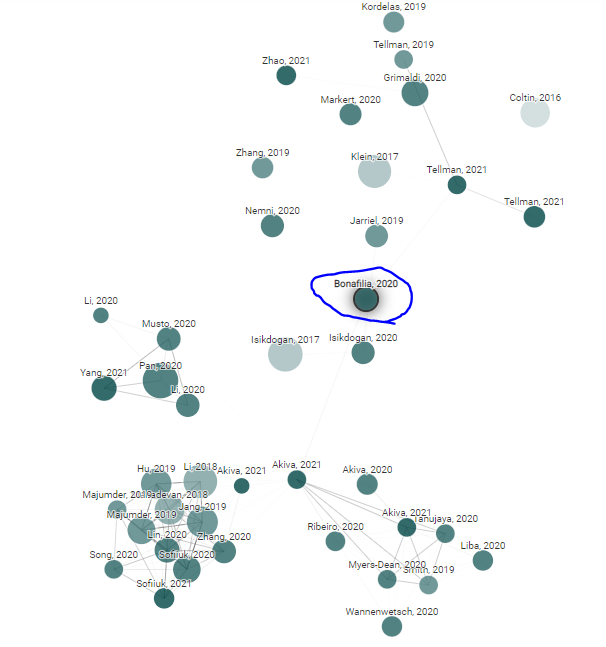 Kordelas, 2019
Tellman, 2019
Zhao, 2021
Grimaldi, 2020
Markert, 2020
Coltin, 2016
Zhang, 2019
Klein, 2017
Tellman, 2021
Tellman, 2021
Nemni, 2020
Jarriel, 2019
Bonafilia, 2020
Li, 2020
Musto, 2020
Isikdogan, 2017
Isikdogan, 2020
Pan, 2020
Yang, 2021
Li, 2020
Hu, 2019
Li, 2018
Akiva, 2021
Akiva, 2021
Akiva, 2020
Majumder, 2019
Mahadevan, 2018
Jang, 2019
Majumder, 2019
Akiva, 2021
Tanujaya, 2020
Ribeiro, 2020
Lin, 2020
Zhang, 2020
Liba, 2020
Song, 2020
Sofiiuk, 2020
Myers-Dean, 2020
Smith, 2019
Sofiiuk, 2021
Wannenwetsch, 2020